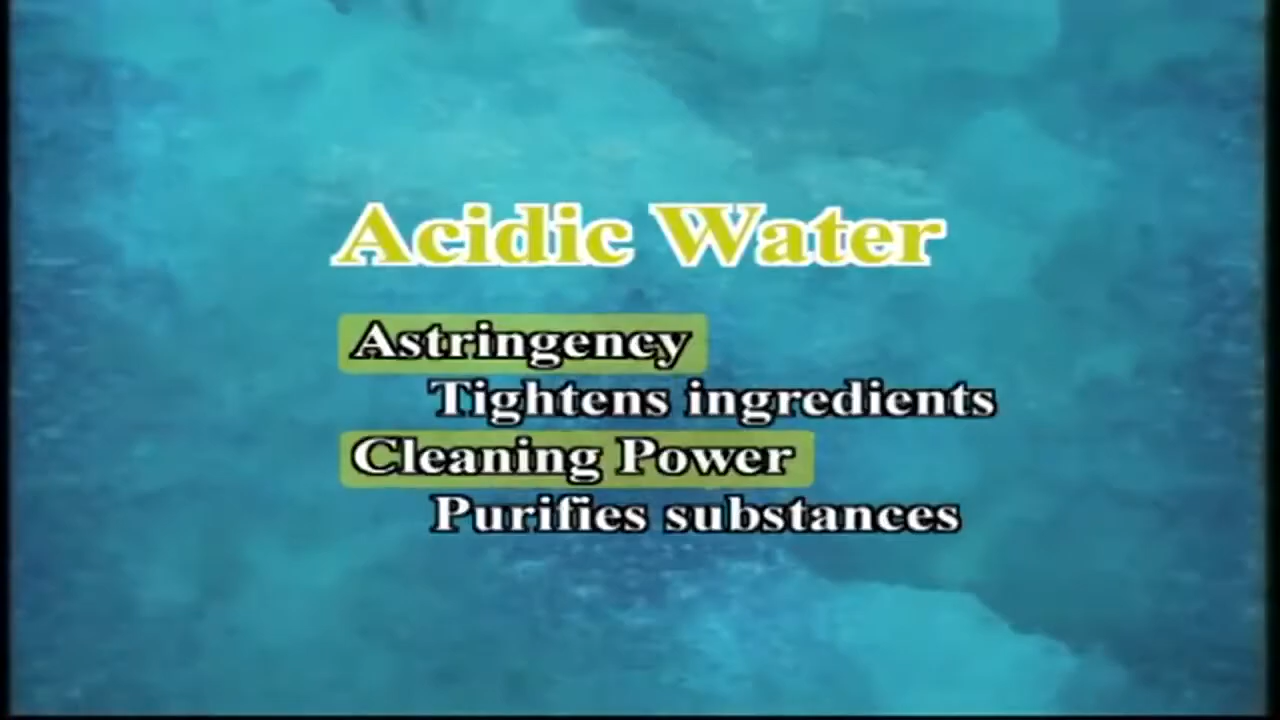 Acidic Water
Astringency
Tightens ingredients
Cleaning Power
Purifies substances